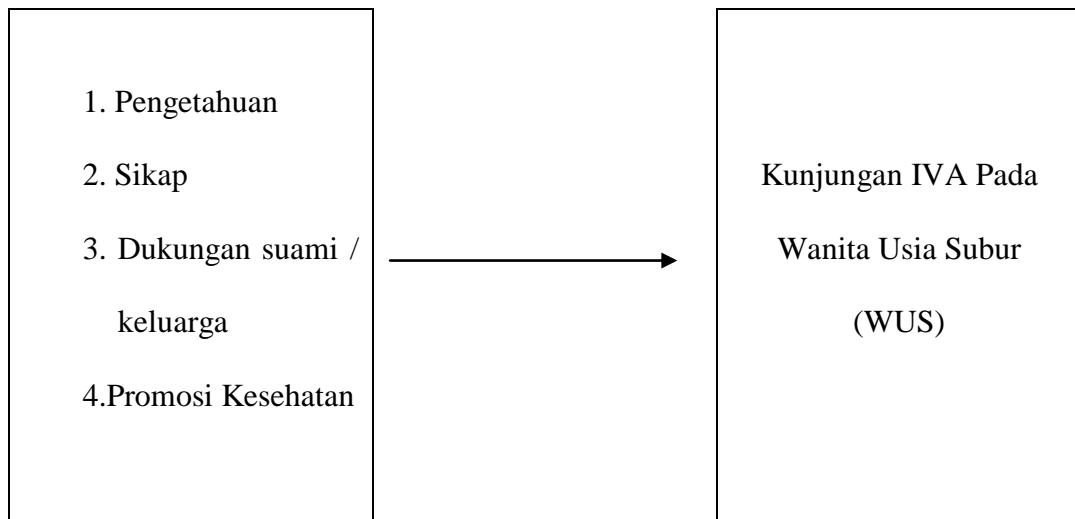 1. Pengetahuan
2. Sikap
3. Dukungan suami /
keluarga
4.Promosi Kesehatan
Kunjungan IVA Pada
Wanita Usia Subur
(WUS)